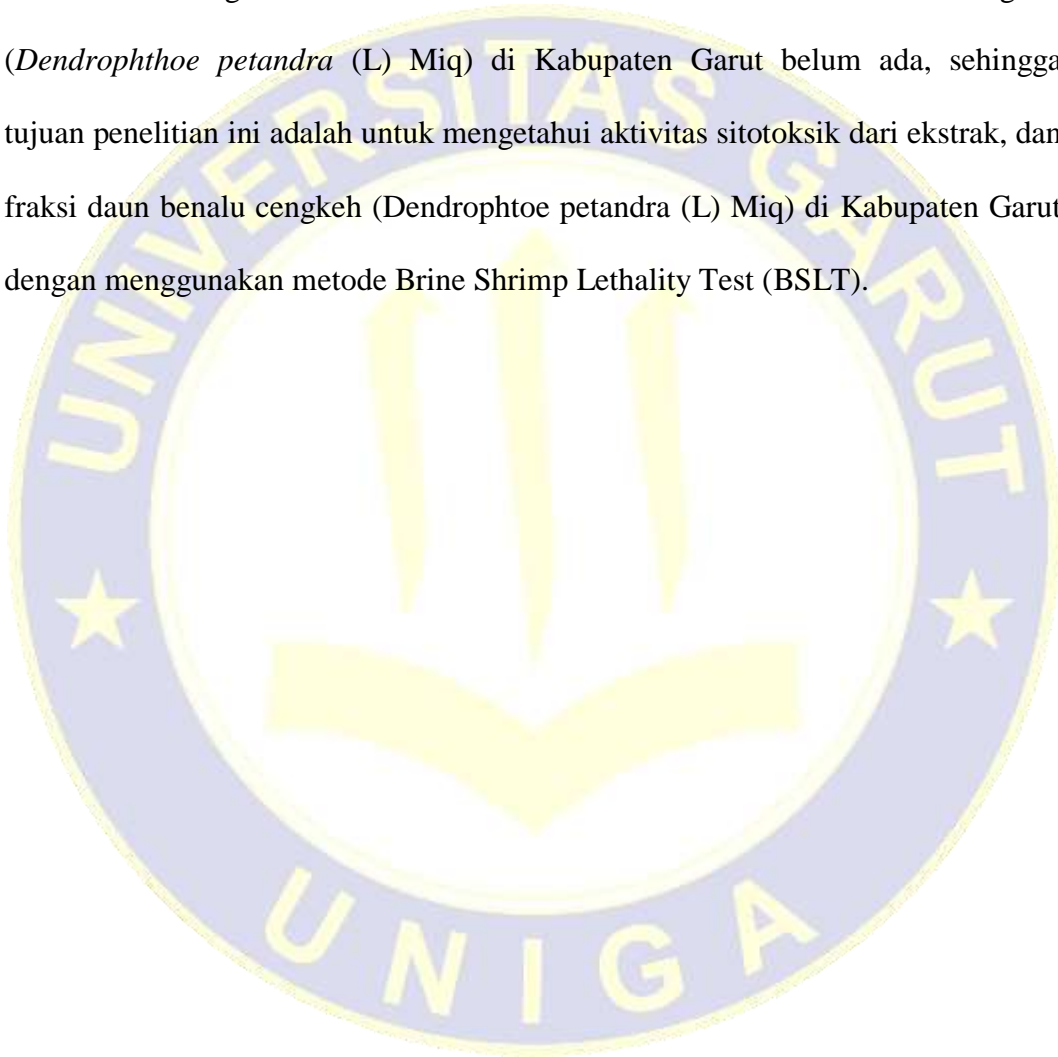 (Dendrophthoe petandra (L) Miq) di Kabupaten Garut belum ada, sehingga
tujuan penelitian ini adalah untuk mengetahui aktivitas sitotoksik dari ekstrak, dan
fraksi daun benalu cengkeh (Dendrophtoe petandra (L) Miq) di Kabupaten Garut
dengan menggunakan metode Brine Shrimp Lethality Test (BSLT).
UNIVERSITAS GARUT
UNIGA